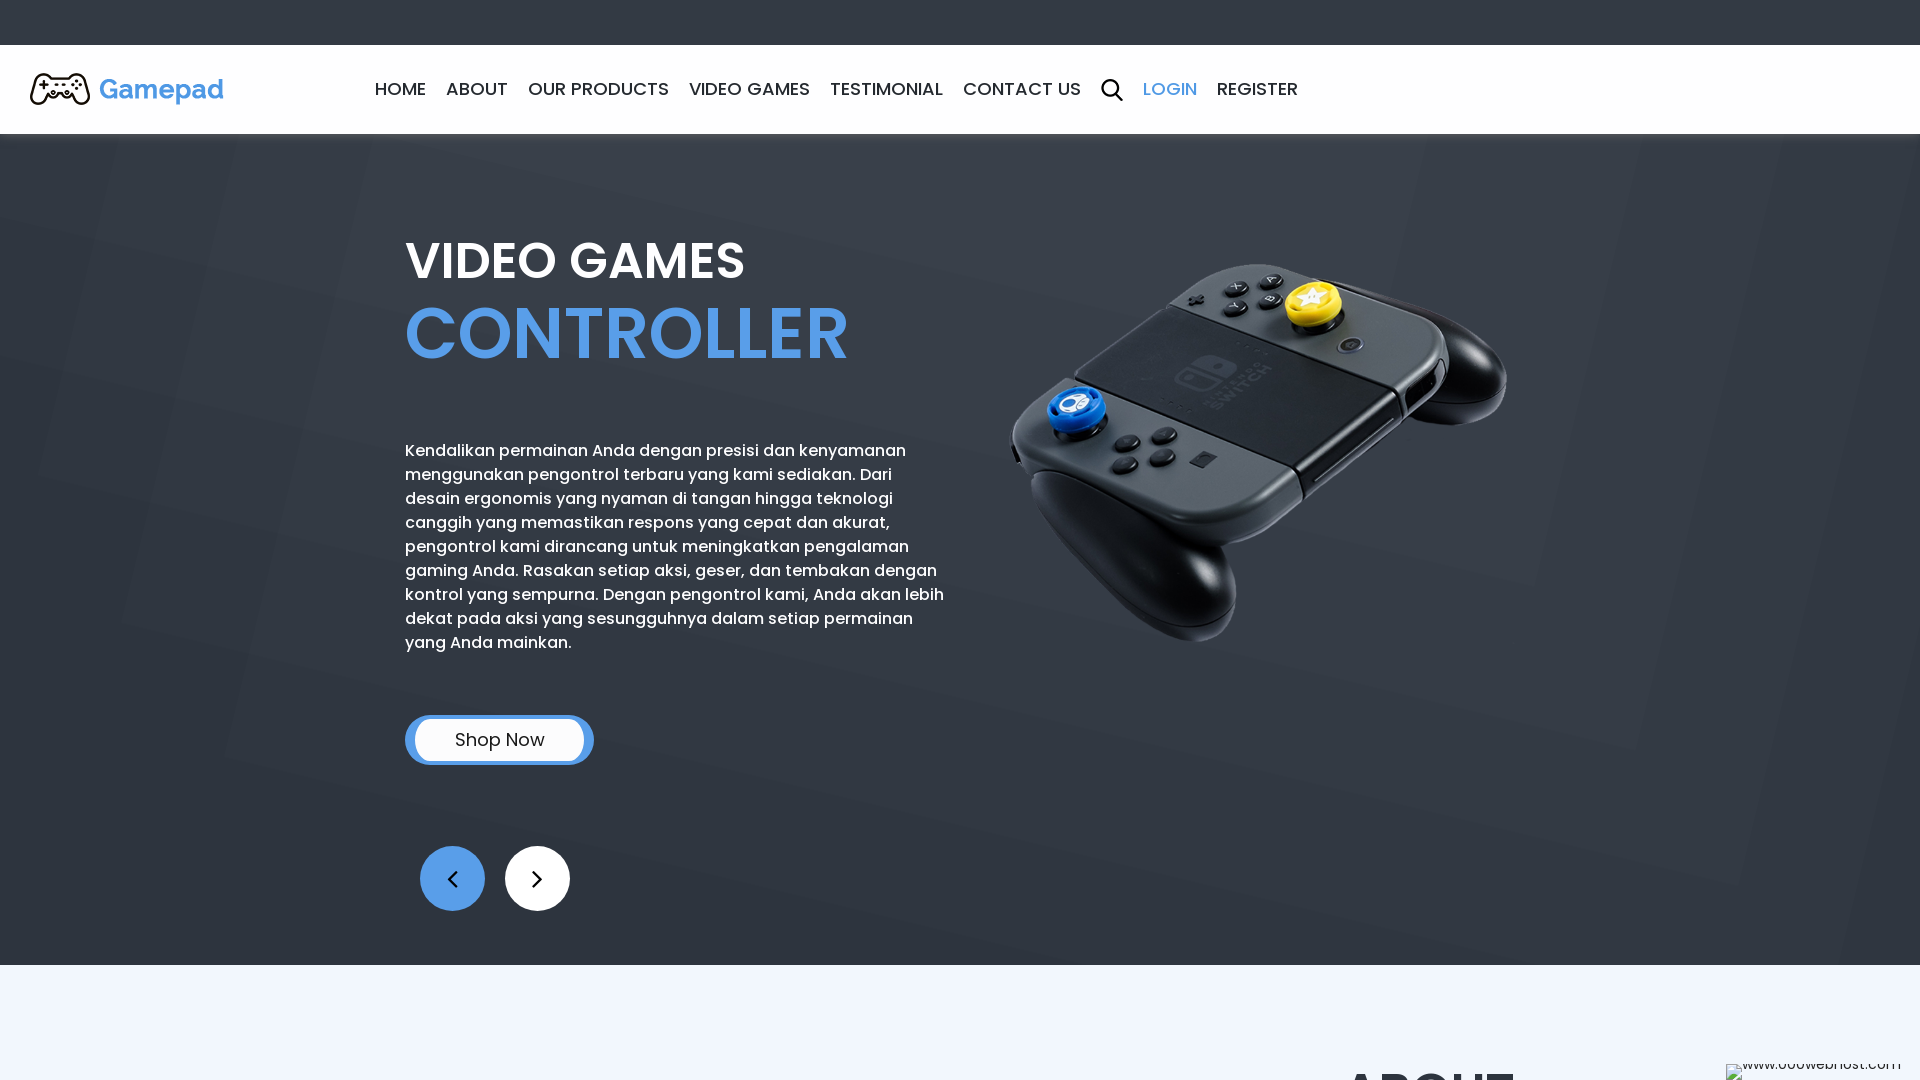 Gamepad
HOME ABOUT OUR PRODUCTS VIDEO GAMES TESTIMONIAL CONTACT US LOGIN REGISTER
VIDEO GAMES
CONTROLLER
Kendalikan permainan Anda dengan presisi dan kenyamanan
menggunakan pengontrol terbaru yang kami sediakan. Dari
desain ergonomis yang nyaman di tangan hingga teknologi
canggih yang memastikan respons yang cepat dan akurat,
pengontrol kami dirancang untuk meningkatkan pengalaman
gaming Anda. Rasakan setiap aksi, geser, dan tembakan dengan
kontrol yang sempurna. Dengan pengontrol kami, Anda akan lebih
dekat pada aksi yang sesungguhnya dalam setiap permainan
yang Anda mainkan.
X A
Y B
NINTENDO
SWITCH
Shop Now
ABOUT
www.000webhost.com